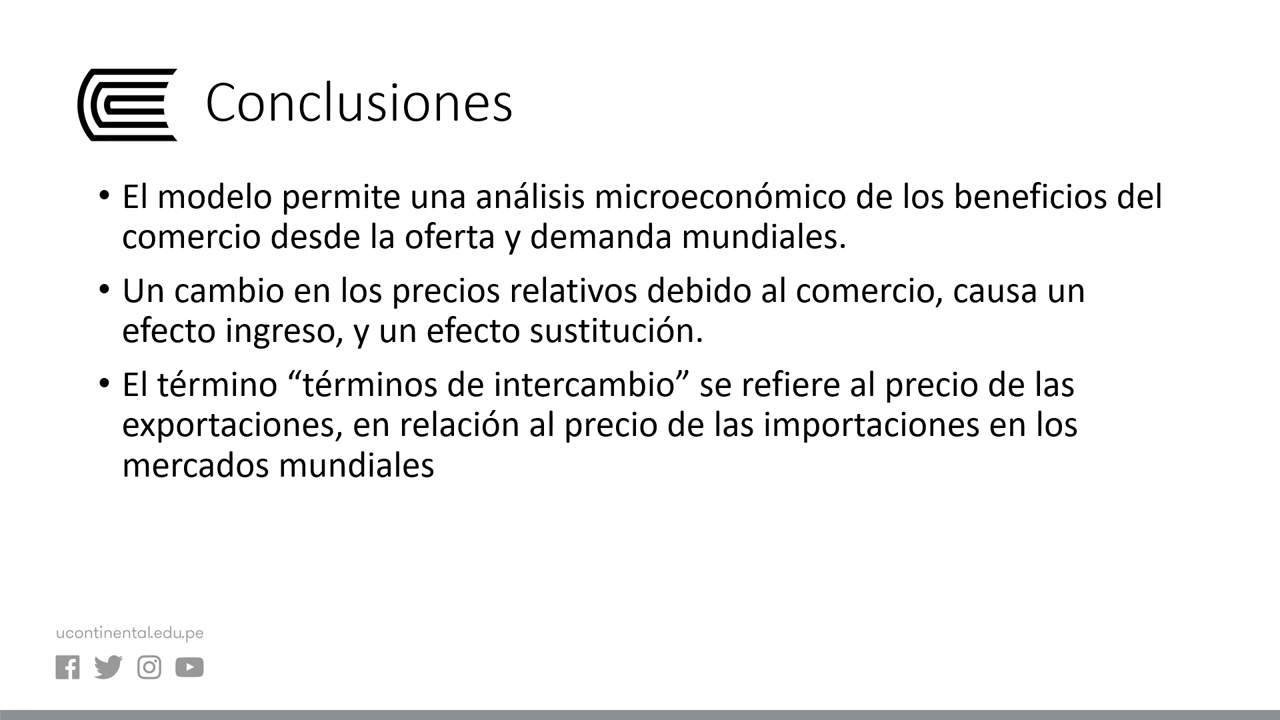 Conclusiones
• El modelo permite una análisis microeconómico de los beneficios del
comercio desde la oferta y demanda mundiales.
• Un cambio en los precios relativos debido al comercio, causa un
efecto ingreso, y un efecto sustitución.
• El término “términos de intercambio” se refiere al precio de las
exportaciones, en relación al precio de las importaciones en los
mercados mundiales
ucontinental.edu.pe